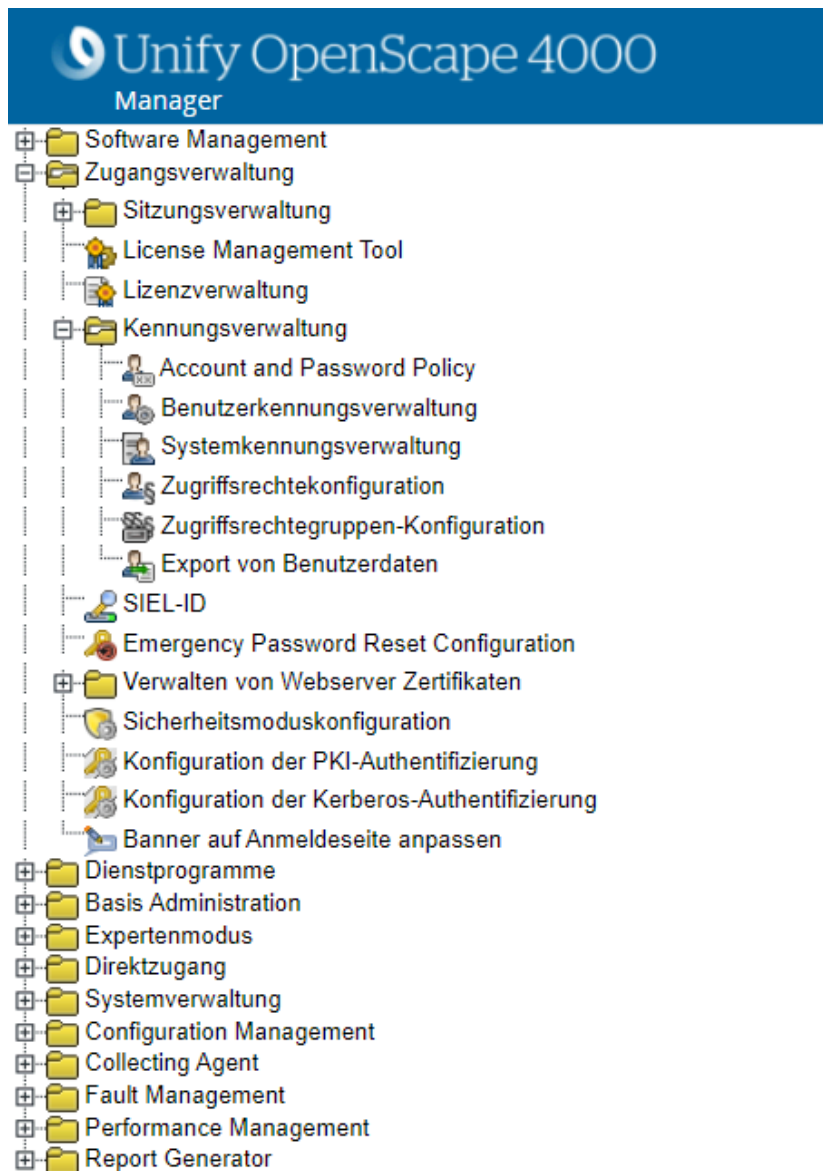 Unify OpenScape 4000
Manager
Software Management
Zugangsverwaltung
Sitzungsverwaltung
License Management Tool
Lizenzverwaltung
Kennungsverwaltung
Account and Password Policy
Benutzerkennungsverwaltung
Systemkennungsverwaltung
Zugriffsrechtekonfiguration
Zugriffsrechtegruppen-Konfiguration
Export von Benutzerdaten
SIEL-ID
Emergency Password Reset Configuration
Verwalten von Webserver Zertifikaten
Sicherheitsmoduskonfiguration
Konfiguration der PKI-Authentifizierung
Konfiguration der Kerberos-Authentifizierung
Banner auf Anmeldeseite anpassen
Dienstprogramme
Basis Administration
Expertenmodus
Direktzugang
Systemverwaltung
Configuration Management
Collecting Agent
Fault Management
Performance Management
Report Generator